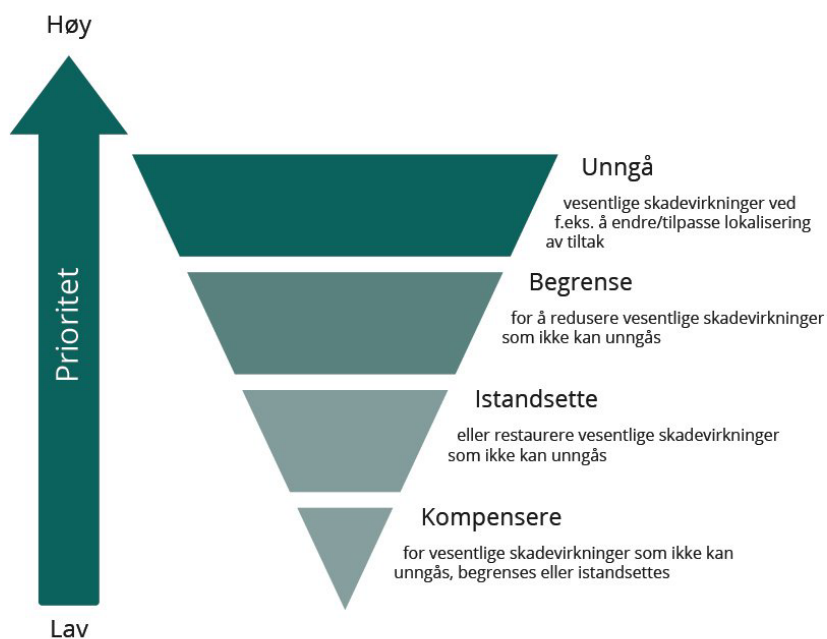 Høy
Prioritet
Lav
Unngå
vesentlige skadevirkninger ved
f.eks. å endre/tilpasse lokalisering
av tiltak
Begrense
for å redusere vesentlige skadevirkninger
som ikke kan unngås
Istandsette
eller restaurere vesentlige skadevirkninger
som ikke kan unngås
Kompensere
for vesentlige skadevirkninger som ikke kan
unngås, begrenses eller istandsettes